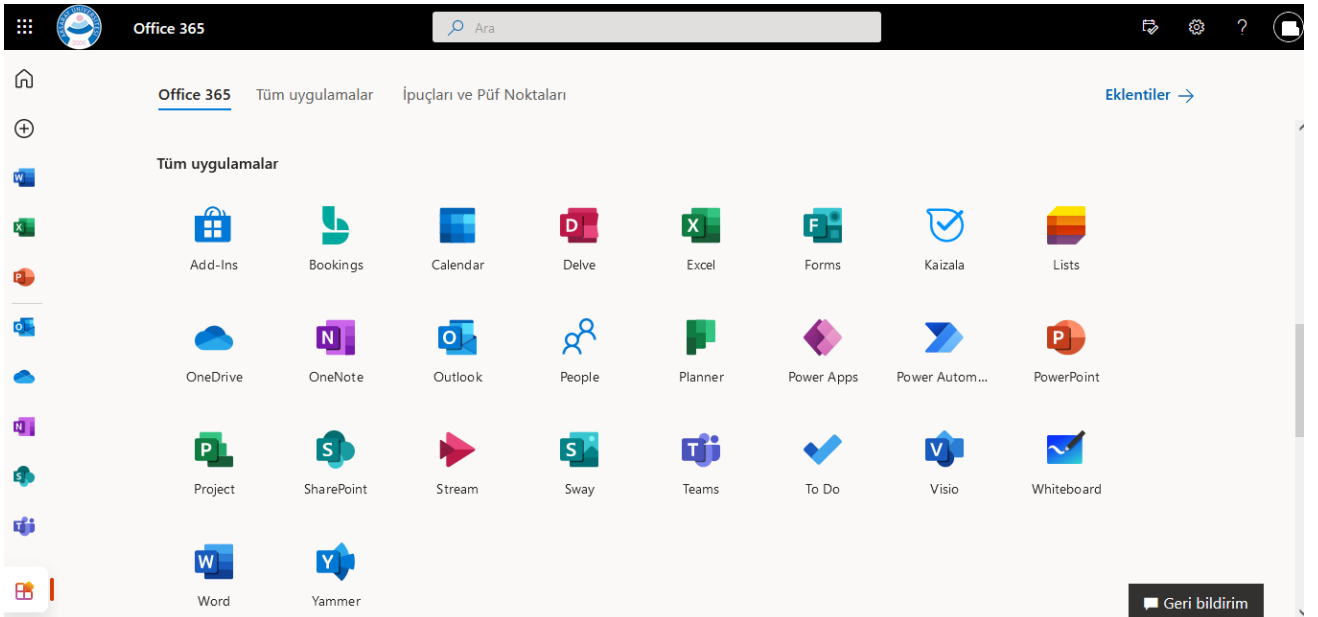 Office 365
Ara
?
Office 365 Tüm uygulamalar İpuçları ve Püf Noktaları Eklentiler →
Tüm uygulamalar
Add-Ins Bookings Calendar Delve Excel Forms Kaizala Lists
OneDrive OneNote Outlook People Planner Power Apps Power Autom... PowerPoint
Project SharePoint Stream Sway Teams To Do Visio Whiteboard
Word Yammer
Geri bildirim